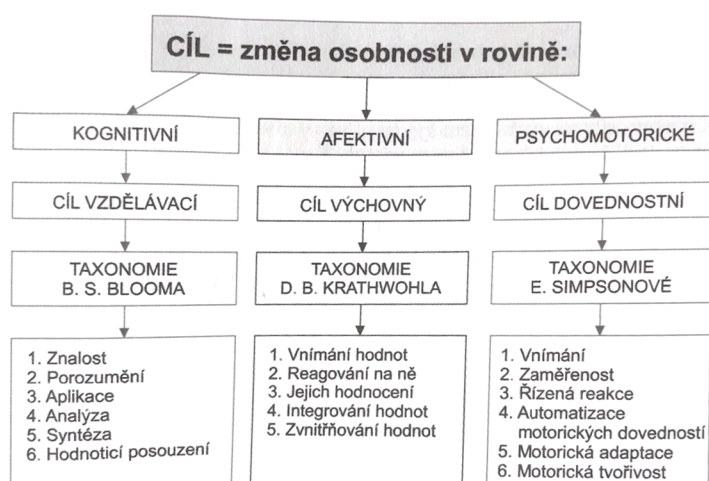 CÍL = změna osobnosti v rovině:
KOGNITIVNÍ
AFEKTIVNÍ
PSYCHOMOTORICKÉ
CÍL VZDĚLÁVACÍ
CÍL VÝCHOVNÝ
CÍL DOVEDNOSTNÍ
TAXONOMIE
B. S. BLOOMA
TAXONOMIE
D. B. KRATHWOHLA
TAXONOMIE
E. SIMPSONOVÉ
1. Znalost
2. Porozumění
3. Aplikace
4. Analýza
5. Syntéza
6. Hodnoticí posouzení
1. Vnímání hodnot
2. Reagování na ně
3. Jejich hodnocení
4. Integrování hodnot
5. Zvnitřňování hodnot
1. Vnímání
2. Zaměřenost
3. Řízená reakce
4. Automatizace
motorických dovedností
5. Motorická adaptace
6. Motorická tvořivost